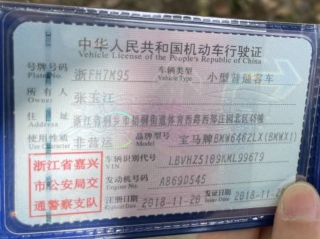 中华人民共和国机动车行驶证
Vehicle License of the People's Republic of China
号牌号码 浙FH7M95 车辆类型 小型普通客车
Plate No. Vehicle Type
所有人 张玉江
Owner
住址
Address
使用性质 非营运 品牌型号 宝马牌BMW6462LX(BMWX1)
Use Character Model
浙江省嘉兴市公安局交通警察支队
车辆识别代号 LBVHZ5109KML99679
VIN
发动机号码 A869D545
Engine No.
注册日期 2018-11-20 发证日期 2018-11-20
Register Date Issue Date